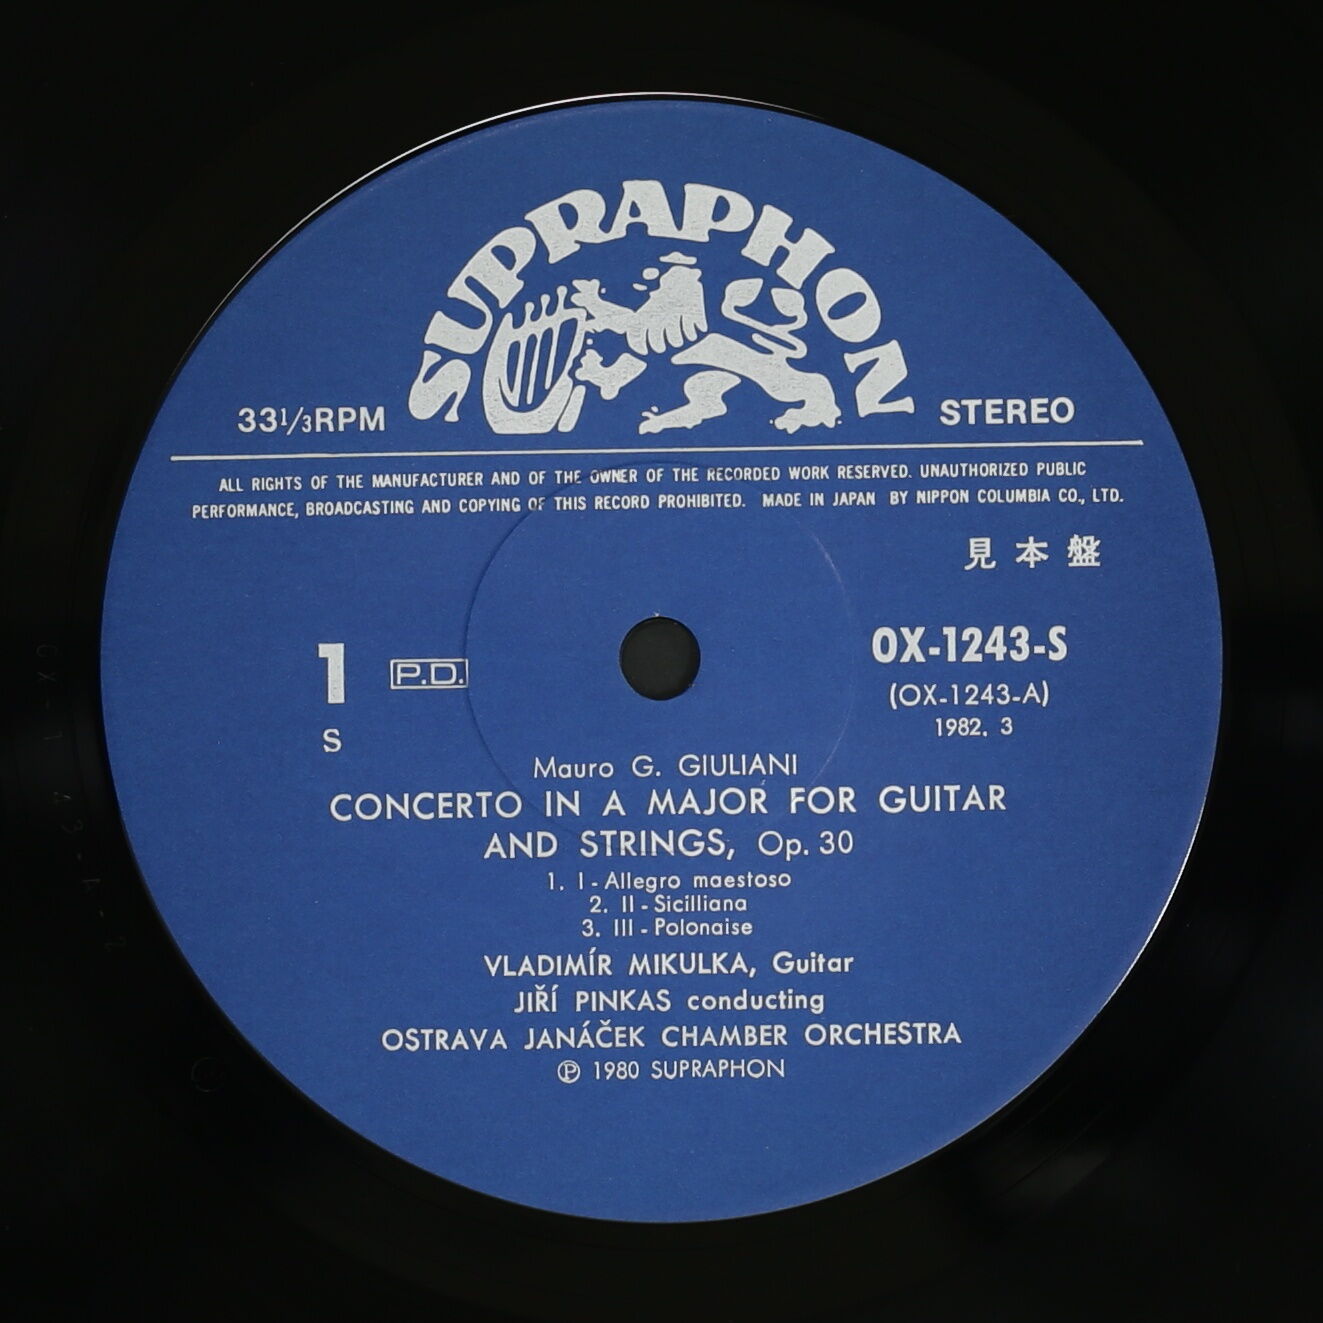 SUPRAPHON
33 1/3 RPM
STEREO
ALL RIGHTS OF THE MANUFACTURER AND OF THE OWNER OF THE RECORDED WORK RESERVED. UNAUTHORIZED PUBLIC
PERFORMANCE, BROADCASTING AND COPYING OF THIS RECORD PROHIBITED. MADE IN JAPAN BY NIPPON COLUMBIA CO., LTD.
見本盤
1
P.D.
S
OX-1243-S
(OX-1243-A)
1982. 3
Mauro G. GIULIANI
CONCERTO IN A MAJOR FOR GUITAR
AND STRINGS, Op. 30
1. I - Allegro maestoso
2. II - Sicilliana
3. III - Polonaise
VLADIMÍR MIKULKA, Guitar
JIŘÍ PINKAS conducting
OSTRAVA JANÁČEK CHAMBER ORCHESTRA
Ⓟ 1980 SUPRAPHON